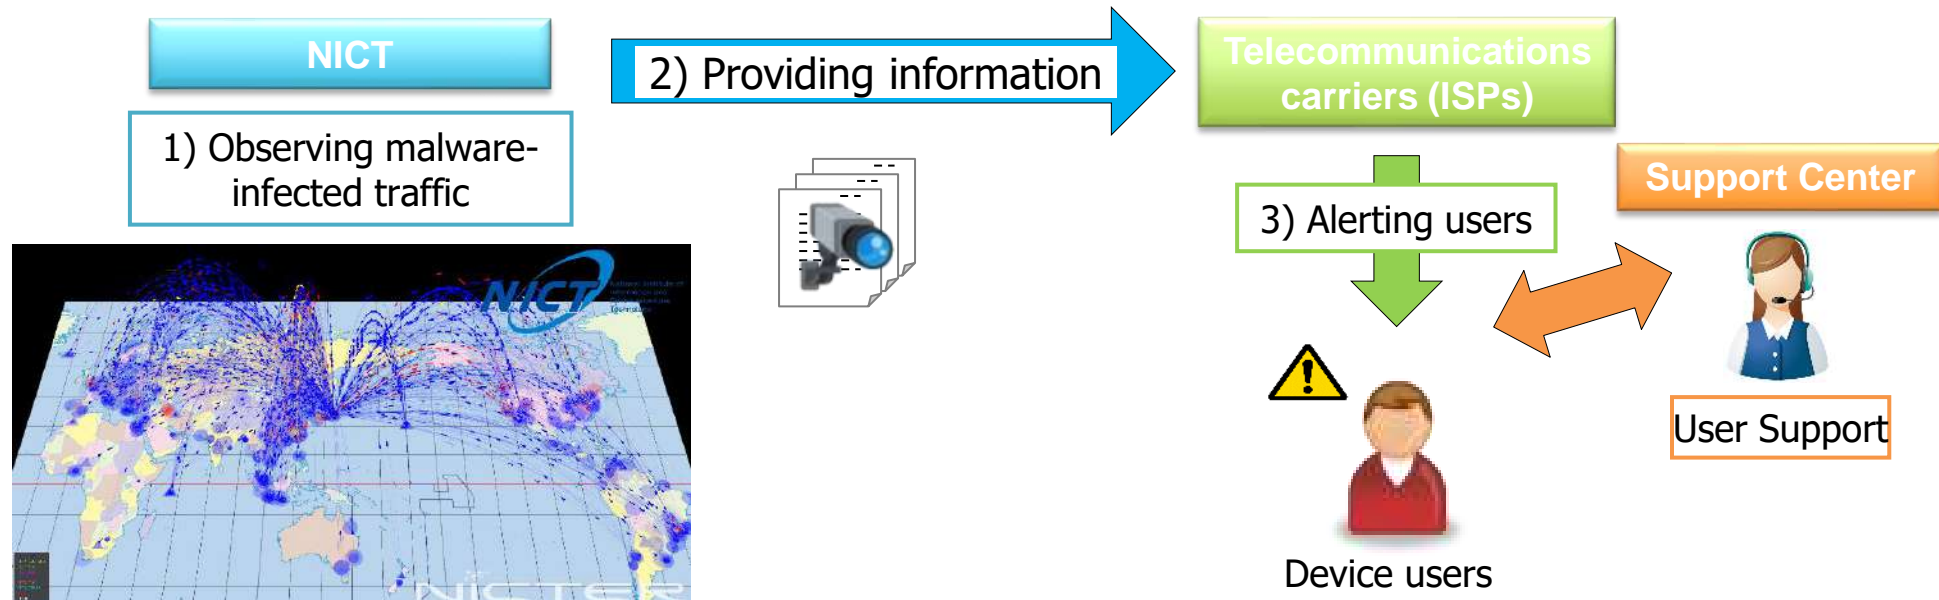 NICT
1) Observing malware-
infected traffic
2) Providing information
Telecommunications
carriers (ISPs)
3) Alerting users
Support Center
User Support
Device users
NICT
NICTER